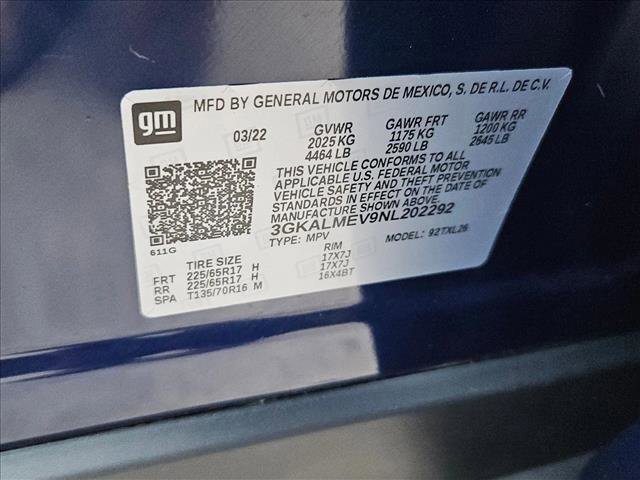 gm
MFD BY GENERAL MOTORS DE MEXICO, S. DE R.L. DE C.V.
03/22 GVWR GAWR FRT GAWR RR
2025 KG 1175 KG 1200 KG
4464 LB 2590 LB 2645 LB
THIS VEHICLE CONFORMS TO ALL
APPLICABLE U.S. FEDERAL MOTOR
VEHICLE SAFETY AND THEFT PREVENTION
STANDARDS IN EFFECT ON THE DATE OF
MANUFACTURE SHOWN ABOVE.
3GKALMEV9NL202292
611G
TYPE: MPV MODEL: 92TXL26
TIRE SIZE RIM
FRT 225/65R17 H 17X7J
RR 225/65R17 H 17X7J
SPA T135/70R16 M 16X4BT